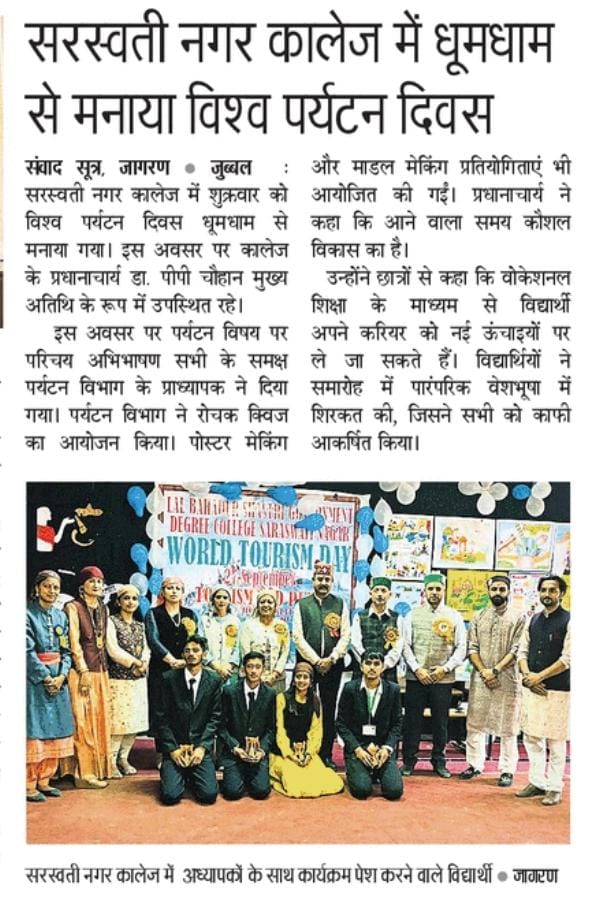 सरस्वती नगर कालेज में धूमधाम
से मनाया विश्व पर्यटन दिवस
संवाद सूत्र, जागरण ● जुब्बल :
सरस्वती नगर कालेज में शुक्रवार को
विश्व पर्यटन दिवस धूमधाम से
मनाया गया। इस अवसर पर कालेज
के प्रधानाचार्य डा. पीपी चौहान मुख्य
अतिथि के रूप में उपस्थित रहे।
इस अवसर पर पर्यटन विषय पर
परिचय अभिभाषण सभी के समक्ष
पर्यटन विभाग के प्राध्यापक ने दिया
गया। पर्यटन विभाग ने रोचक क्विज
का आयोजन किया। पोस्टर मेकिंग
और माडल मेकिंग प्रतियोगिताएं भी
आयोजित की गईं। प्रधानाचार्य ने
कहा कि आने वाला समय कौशल
विकास का है।
उन्होंने छात्रों से कहा कि वोकेशनल
शिक्षा के माध्यम से विद्यार्थी
अपने करियर को नई ऊंचाइयों पर
ले जा सकते हैं। विद्यार्थियों ने
समारोह में पारंपरिक वेशभूषा में
शिरकत की, जिसने सभी को काफी
आकर्षित किया।
LAL BAHADUR SHASTRI GOVERNMENT
DEGREE COLLEGE SARASWATI NAGAR
WORLD TOURISM DAY
27 September
सरस्वती नगर कालेज में अध्यापकों के साथ कार्यक्रम पेश करने वाले विद्यार्थी ● जागरण